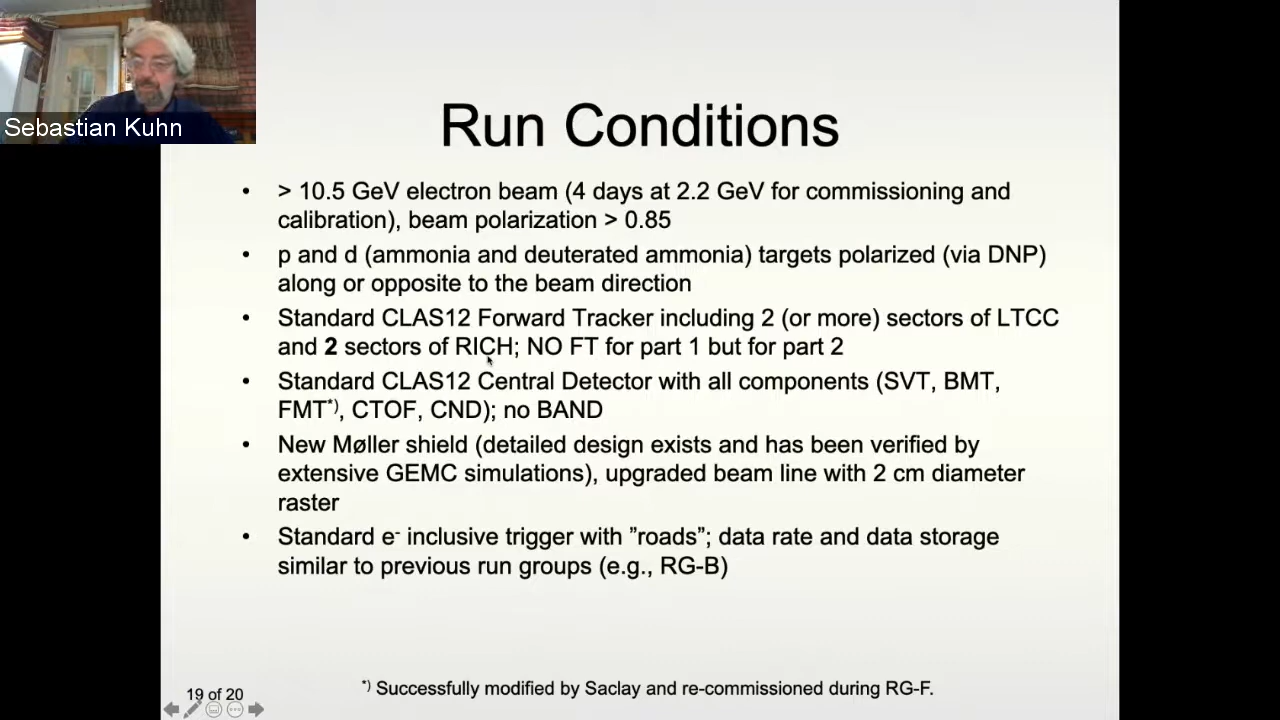 Sebastian Kuhn
Run Conditions
• > 10.5 GeV electron beam (4 days at 2.2 GeV for commissioning and
calibration), beam polarization > 0.85
• p and d (ammonia and deuterated ammonia) targets polarized (via DNP)
along or opposite to the beam direction
• Standard CLAS12 Forward Tracker including 2 (or more) sectors of LTCC
and 2 sectors of RICH; NO FT for part 1 but for part 2
• Standard CLAS12 Central Detector with all components (SVT, BMT,
FMT*), CTOF, CND); no BAND
• New Møller shield (detailed design exists and has been verified by
extensive GEMC simulations), upgraded beam line with 2 cm diameter
raster
• Standard e- inclusive trigger with ”roads”; data rate and data storage
similar to previous run groups (e.g., RG-B)
*) Successfully modified by Saclay and re-commissioned during RG-F.
19 of 20